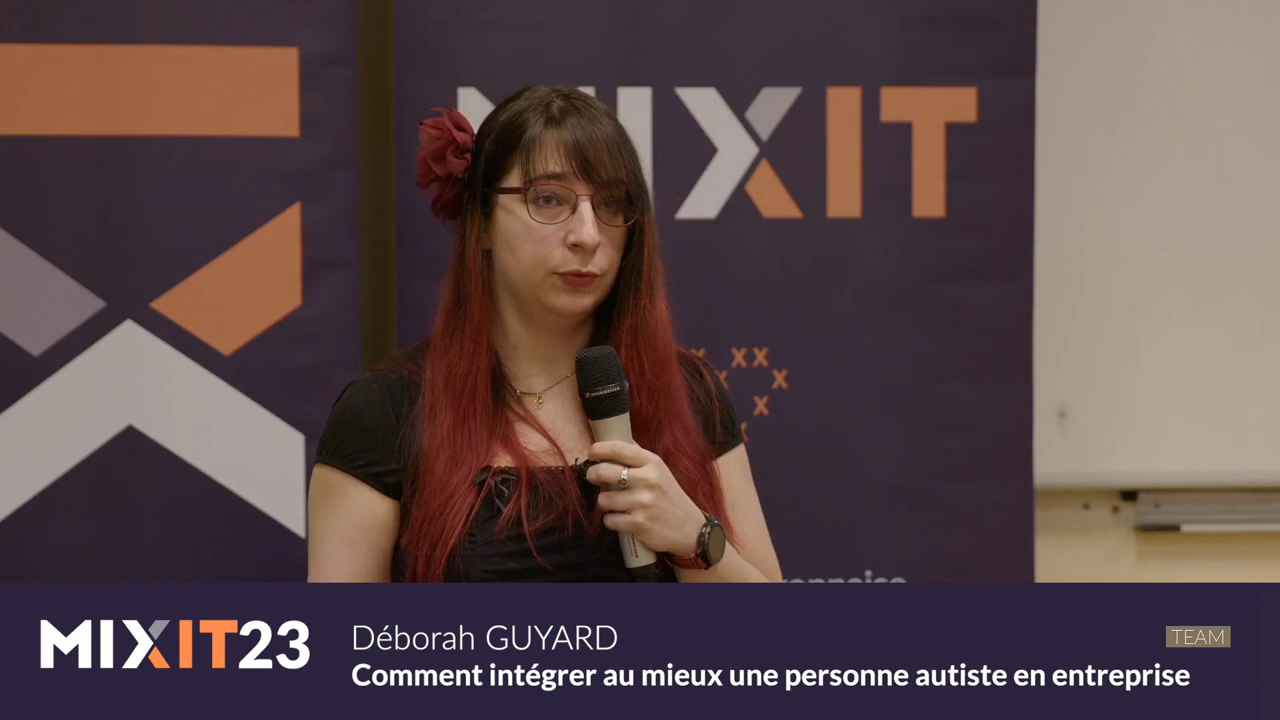 MIXIT
MIXIT23
Déborah GUYARD
TEAM
Comment intégrer au mieux une personne autiste en entreprise